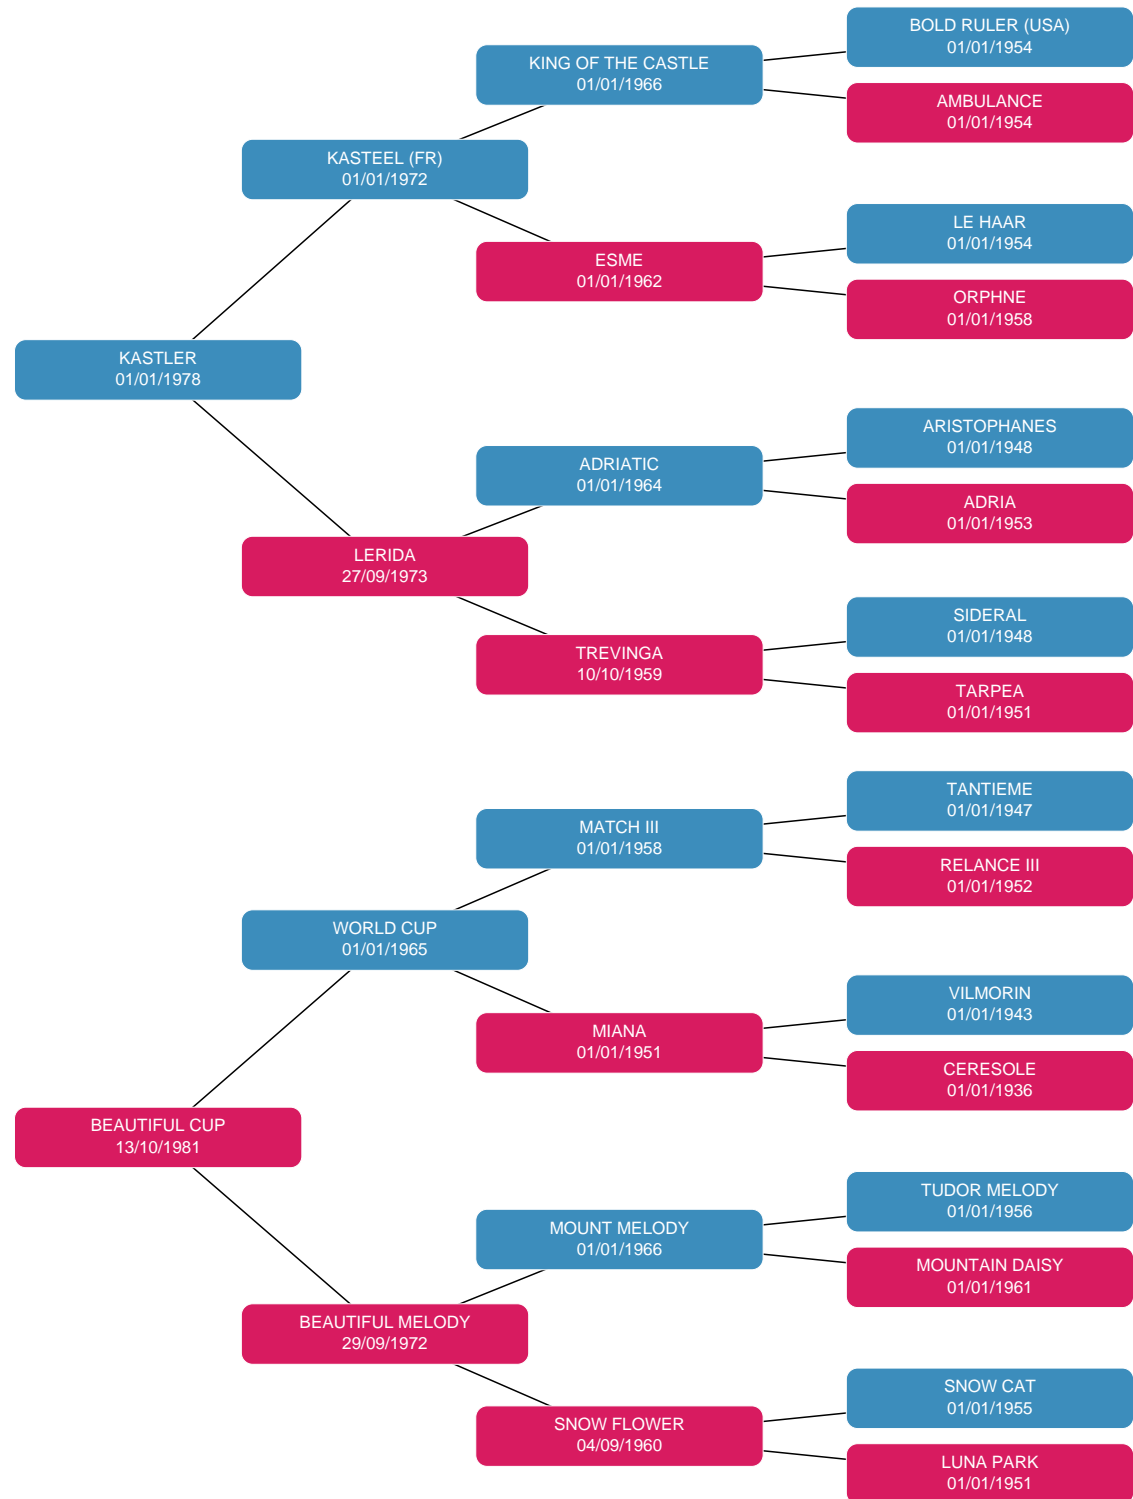 BOLD RULER (USA)
01/01/1954
KING OF THE CASTLE
01/01/1966
AMBULANCE
01/01/1954
KASTEEL (FR)
01/01/1972
LE HAAR
01/01/1954
ESME
01/01/1962
ORPHNE
01/01/1958
KASTLER
01/01/1978
ARISTOPHANES
01/01/1948
ADRIATIC
01/01/1964
ADRIA
01/01/1953
LERIDA
27/09/1973
SIDERAL
01/01/1948
TREVINGA
10/10/1959
TARPEA
01/01/1951
TANTIEME
01/01/1947
MATCH III
01/01/1958
RELANCE III
01/01/1952
WORLD CUP
01/01/1965
VILMORIN
01/01/1943
MIANA
01/01/1951
CERESOLE
01/01/1936
BEAUTIFUL CUP
13/10/1981
TUDOR MELODY
01/01/1956
MOUNT MELODY
01/01/1966
MOUNTAIN DAISY
01/01/1961
BEAUTIFUL MELODY
29/09/1972
SNOW CAT
01/01/1955
SNOW FLOWER
04/09/1960
LUNA PARK
01/01/1951